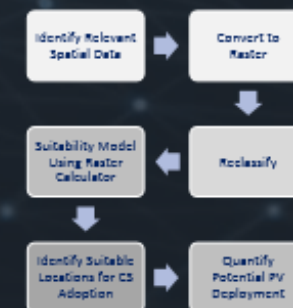 Identify Relevant
Spatial Data
Convert to
Raster
Reclassify
Suitability Model
Using Raster
Calculator
Identify Suitable
Locations for CS
Adoption
Quantify
Potential PV
Deployment